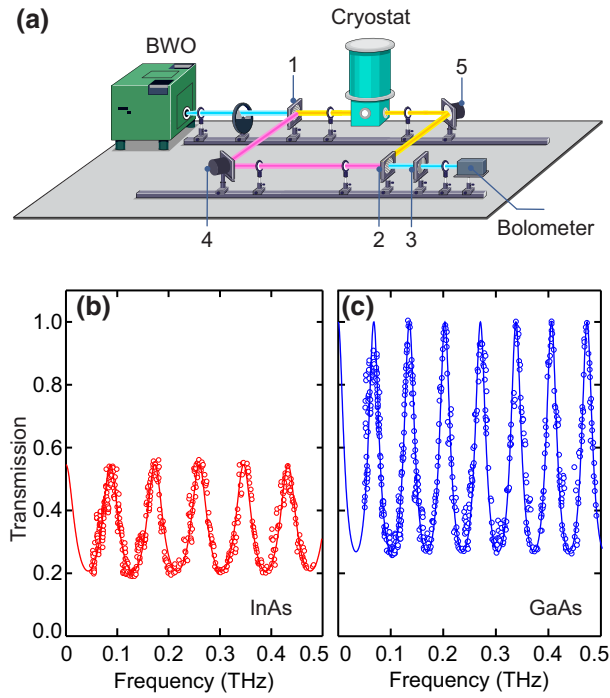 (a)
Cryostat
BWO
1
5
4
2
3
Bolometer
(b)
(c)
Transmission
1.0
0.8
0.6
0.4
0.2
0.0
InAs
GaAs
0 0.1 0.2 0.3 0.4 0.5
0 0.1 0.2 0.3 0.4 0.5
Frequency (THz)
Frequency (THz)